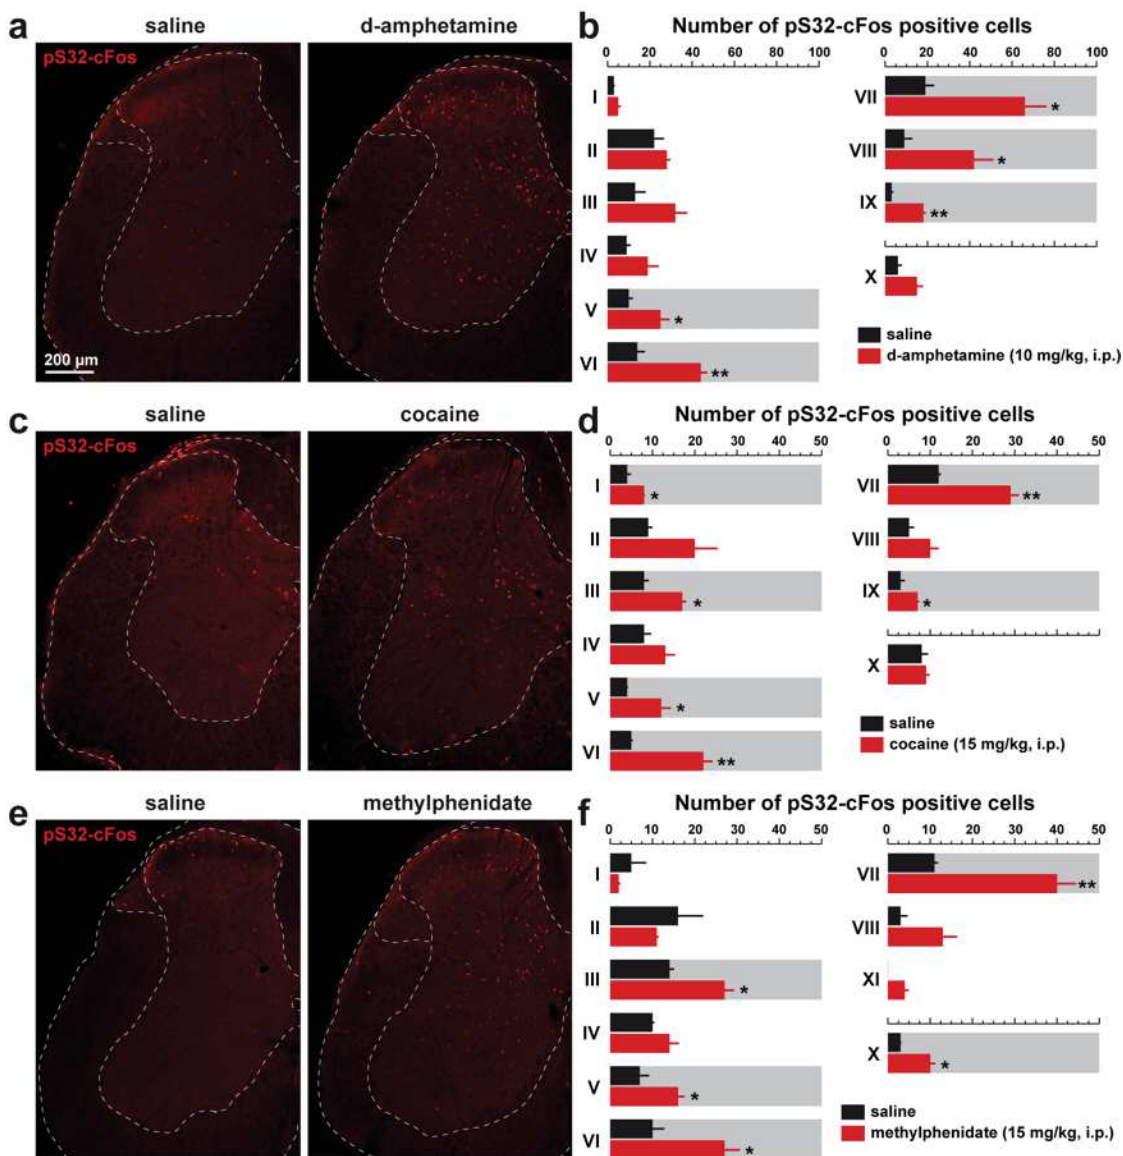 a
saline
d-amphetamine
pS32-cFos
200 µm
b
Number of pS32-cFos positive cells
0 20 40 60 80 100
I
II
III
IV
V
*
VI
**
0 20 40 60 80 100
VII
*
VIII
*
IX
**
X
saline
d-amphetamine (10 mg/kg, i.p.)
c
saline
cocaine
pS32-cFos
d
Number of pS32-cFos positive cells
0 10 20 30 40 50
I
*
II
III
*
IV
V
*
VI
**
0 10 20 30 40 50
VII
**
VIII
IX
*
X
saline
cocaine (15 mg/kg, i.p.)
e
saline
methylphenidate
pS32-cFos
f
Number of pS32-cFos positive cells
0 10 20 30 40 50
I
II
III
*
IV
V
*
VI
*
0 10 20 30 40 50
VII
**
VIII
XI
X
*
saline
methylphenidate (15 mg/kg, i.p.)